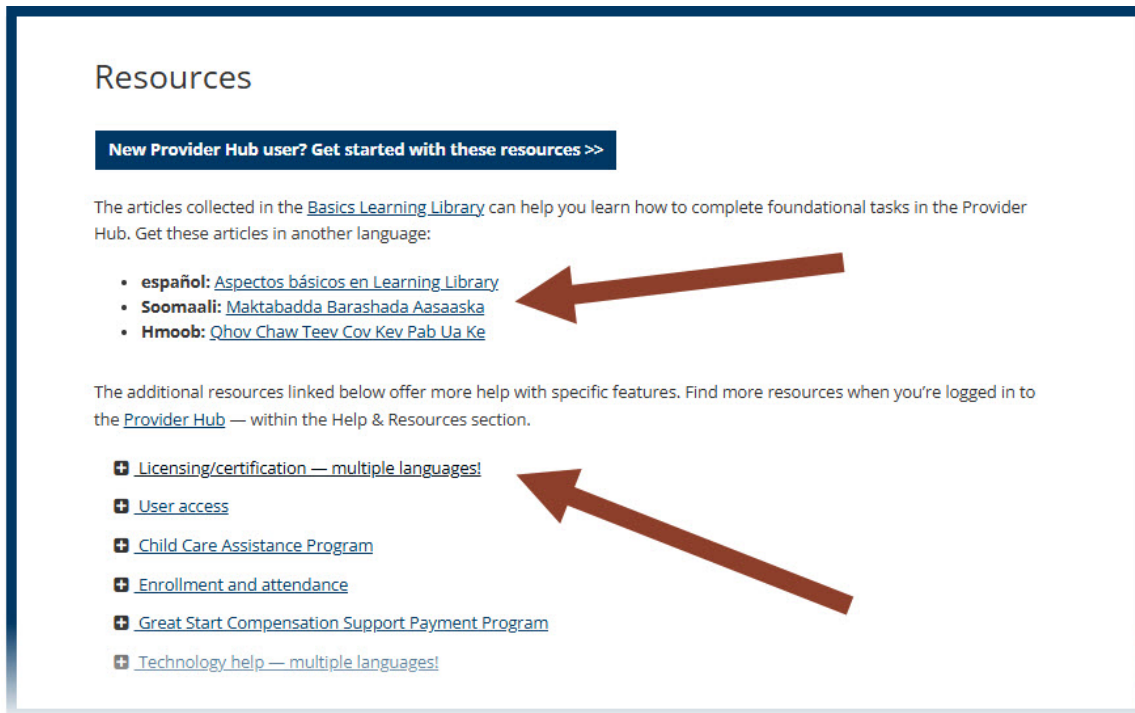 Resources
New Provider Hub user? Get started with these resources >>
The articles collected in the Basics Learning Library can help you learn how to complete foundational tasks in the Provider
Hub. Get these articles in another language:
• español: Aspectos básicos en Learning Library
• Soomaali: Maktabadda Barashada Aasaaska
• Hmoob: Qhov Chaw Teev Cov Kev Pab Ua Ke
The additional resources linked below offer more help with specific features. Find more resources when you’re logged in to
the Provider Hub — within the Help & Resources section.
Licensing/certification — multiple languages!
User access
Child Care Assistance Program
Enrollment and attendance
Great Start Compensation Support Payment Program
Technology help — multiple languages!